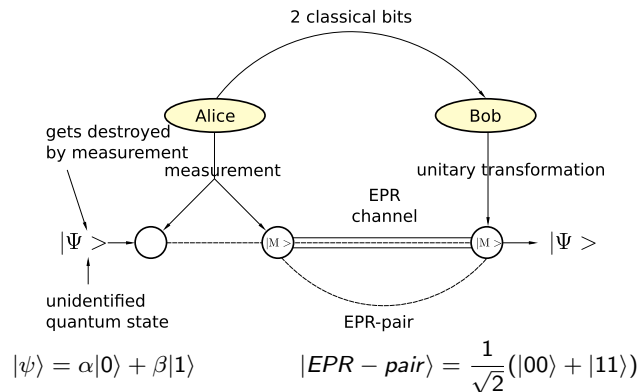 2 classical bits
Alice
Bob
gets destroyed
by measurement
measurement
unitary transformation
EPR
channel
|Ψ >
|M >
|M >
|Ψ >
unidentified
quantum state
EPR-pair
|ψ⟩ = α|0⟩ + β|1⟩
|EPR − pair⟩ = 1/√2 (|00⟩ + |11⟩)